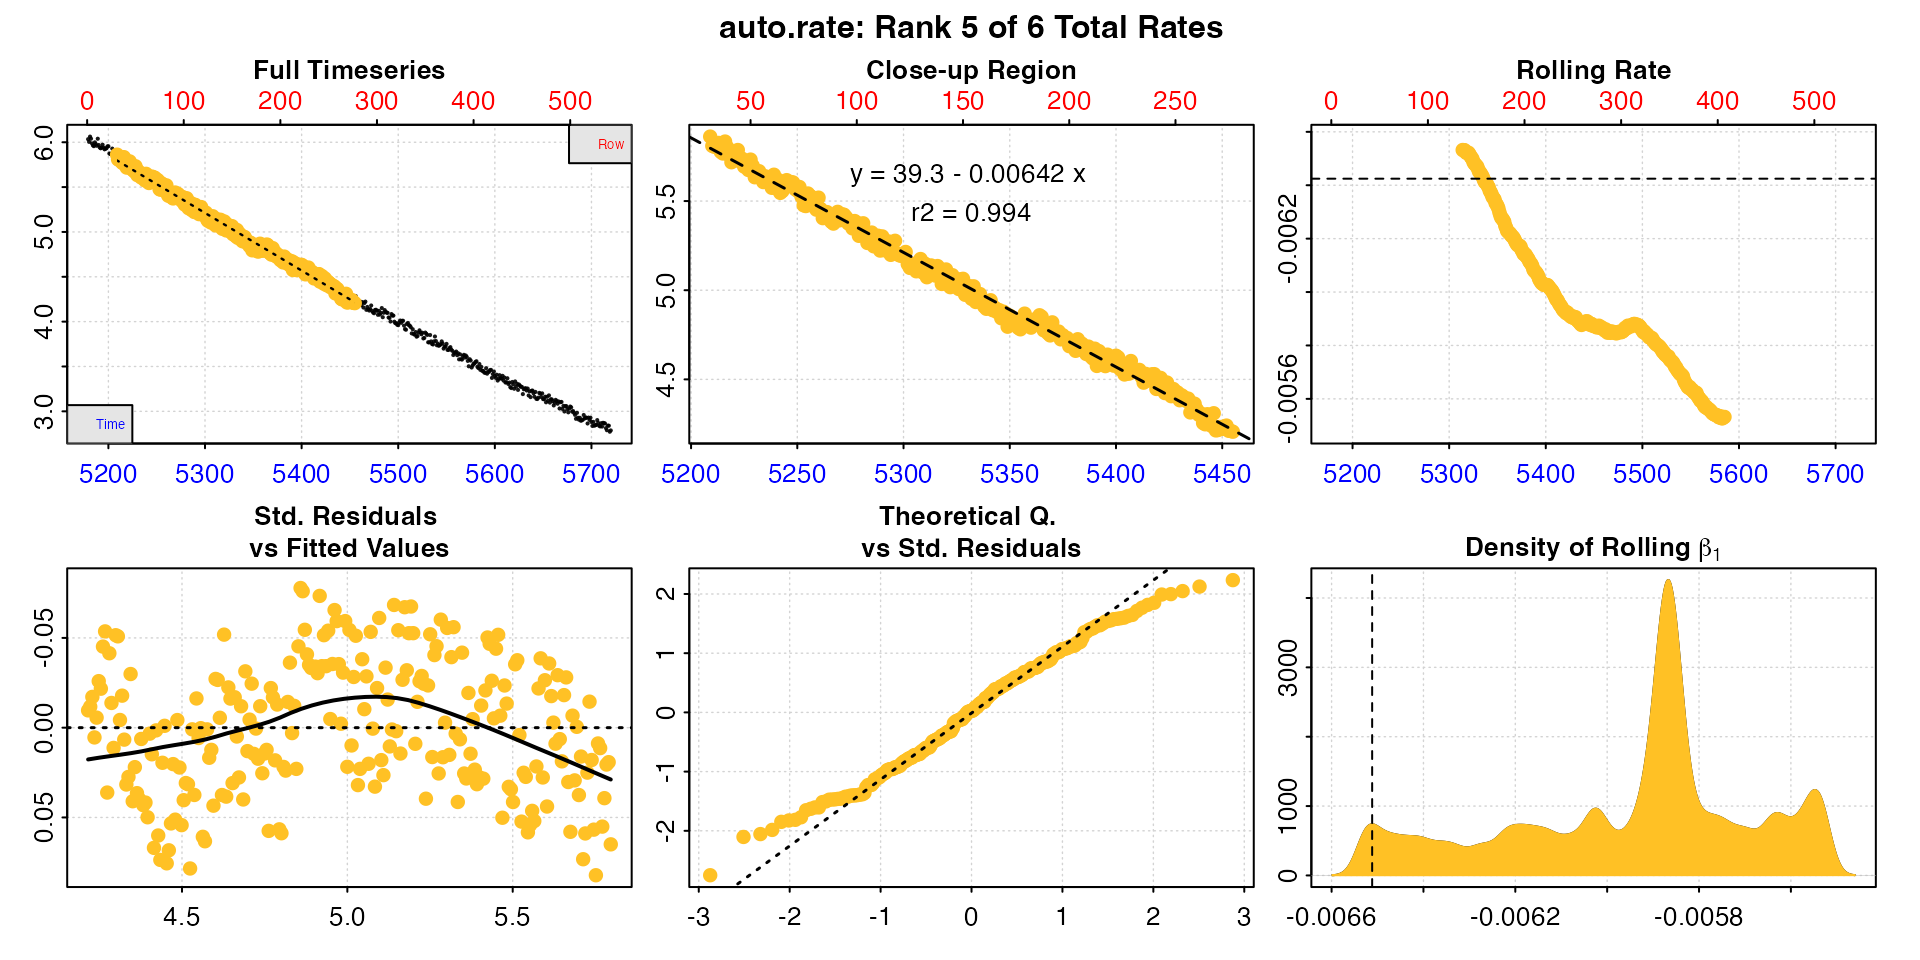 auto.rate: Rank 5 of 6 Total Rates
Full Timeseries
0 100 200 300 400 500
6.0
5.0
4.0
3.0
Row
Time
5200 5300 5400 5500 5600 5700
Close-up Region
50 100 150 200 250
5.5
5.0
4.5
y = 39.3 - 0.00642 x
r2 = 0.994
5200 5250 5300 5350 5400 5450
Rolling Rate
0 100 200 300 400 500
-0.0062
-0.0056
5200 5300 5400 5500 5600 5700
Std. Residuals
vs Fitted Values
-0.05
0.00
0.05
4.5 5.0 5.5
Theoretical Q.
vs Std. Residuals
2
1
0
-1
-2
-3 -2 -1 0 1 2 3
Density of Rolling β1
3000
1000
0
-0.0066 -0.0062 -0.0058